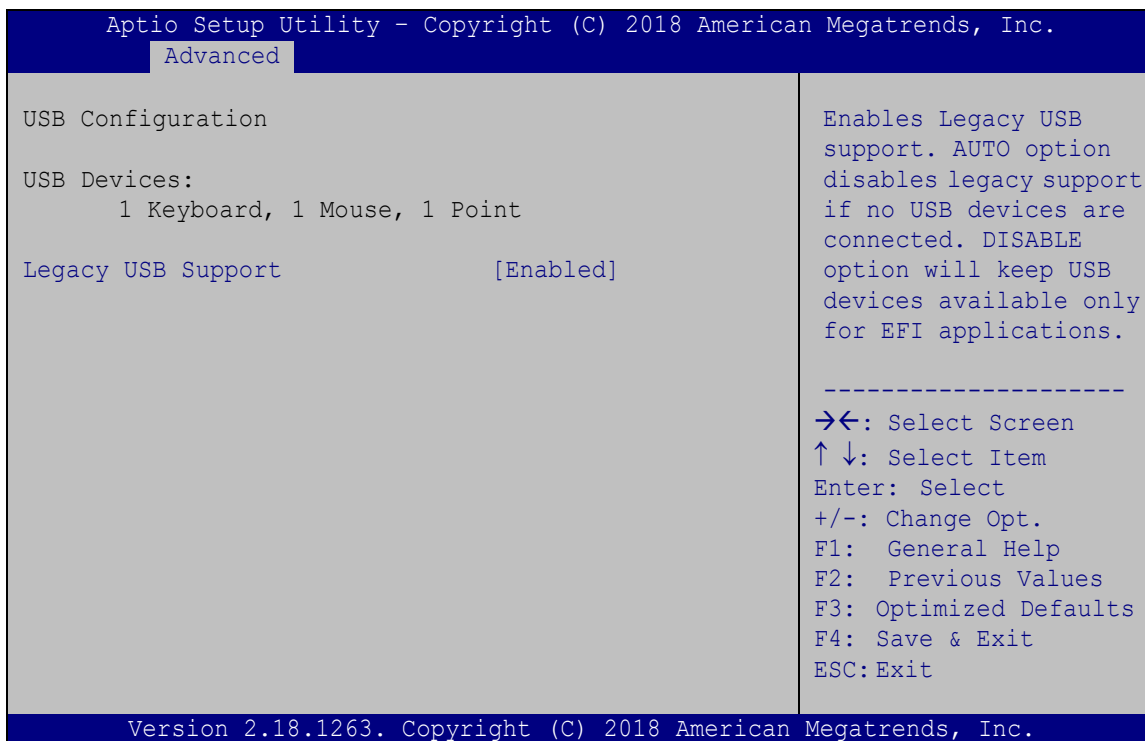 Aptio Setup Utility – Copyright (C) 2018 American Megatrends, Inc.
Advanced
USB Configuration
USB Devices:
1 Keyboard, 1 Mouse, 1 Point
Legacy USB Support [Enabled]
Enables Legacy USB
support. AUTO option
disables legacy support
if no USB devices are
connected. DISABLE
option will keep USB
devices available only
for EFI applications.
---------------------
→←: Select Screen
↑ ↓: Select Item
Enter: Select
+/-: Change Opt.
F1: General Help
F2: Previous Values
F3: Optimized Defaults
F4: Save & Exit
ESC: Exit
Version 2.18.1263. Copyright (C) 2018 American Megatrends, Inc.